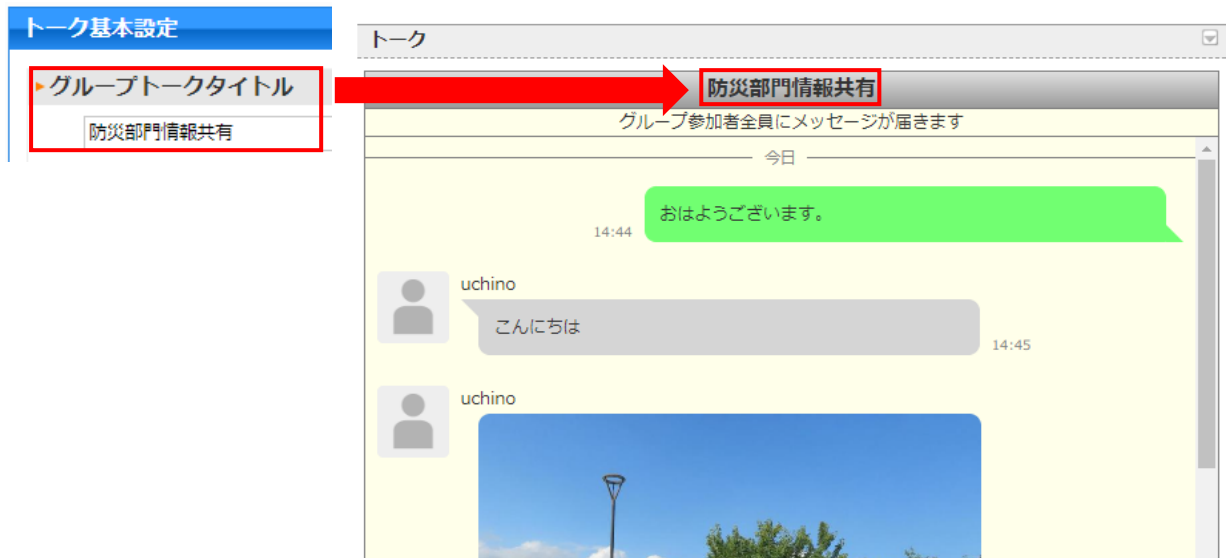 トーク基本設定
グループトークタイトル
防災部門情報共有
トーク
防災部門情報共有
グループ参加者全員にメッセージが届きます
今日
おはようございます。
14:44
uchino
こんにちは
14:45
uchino